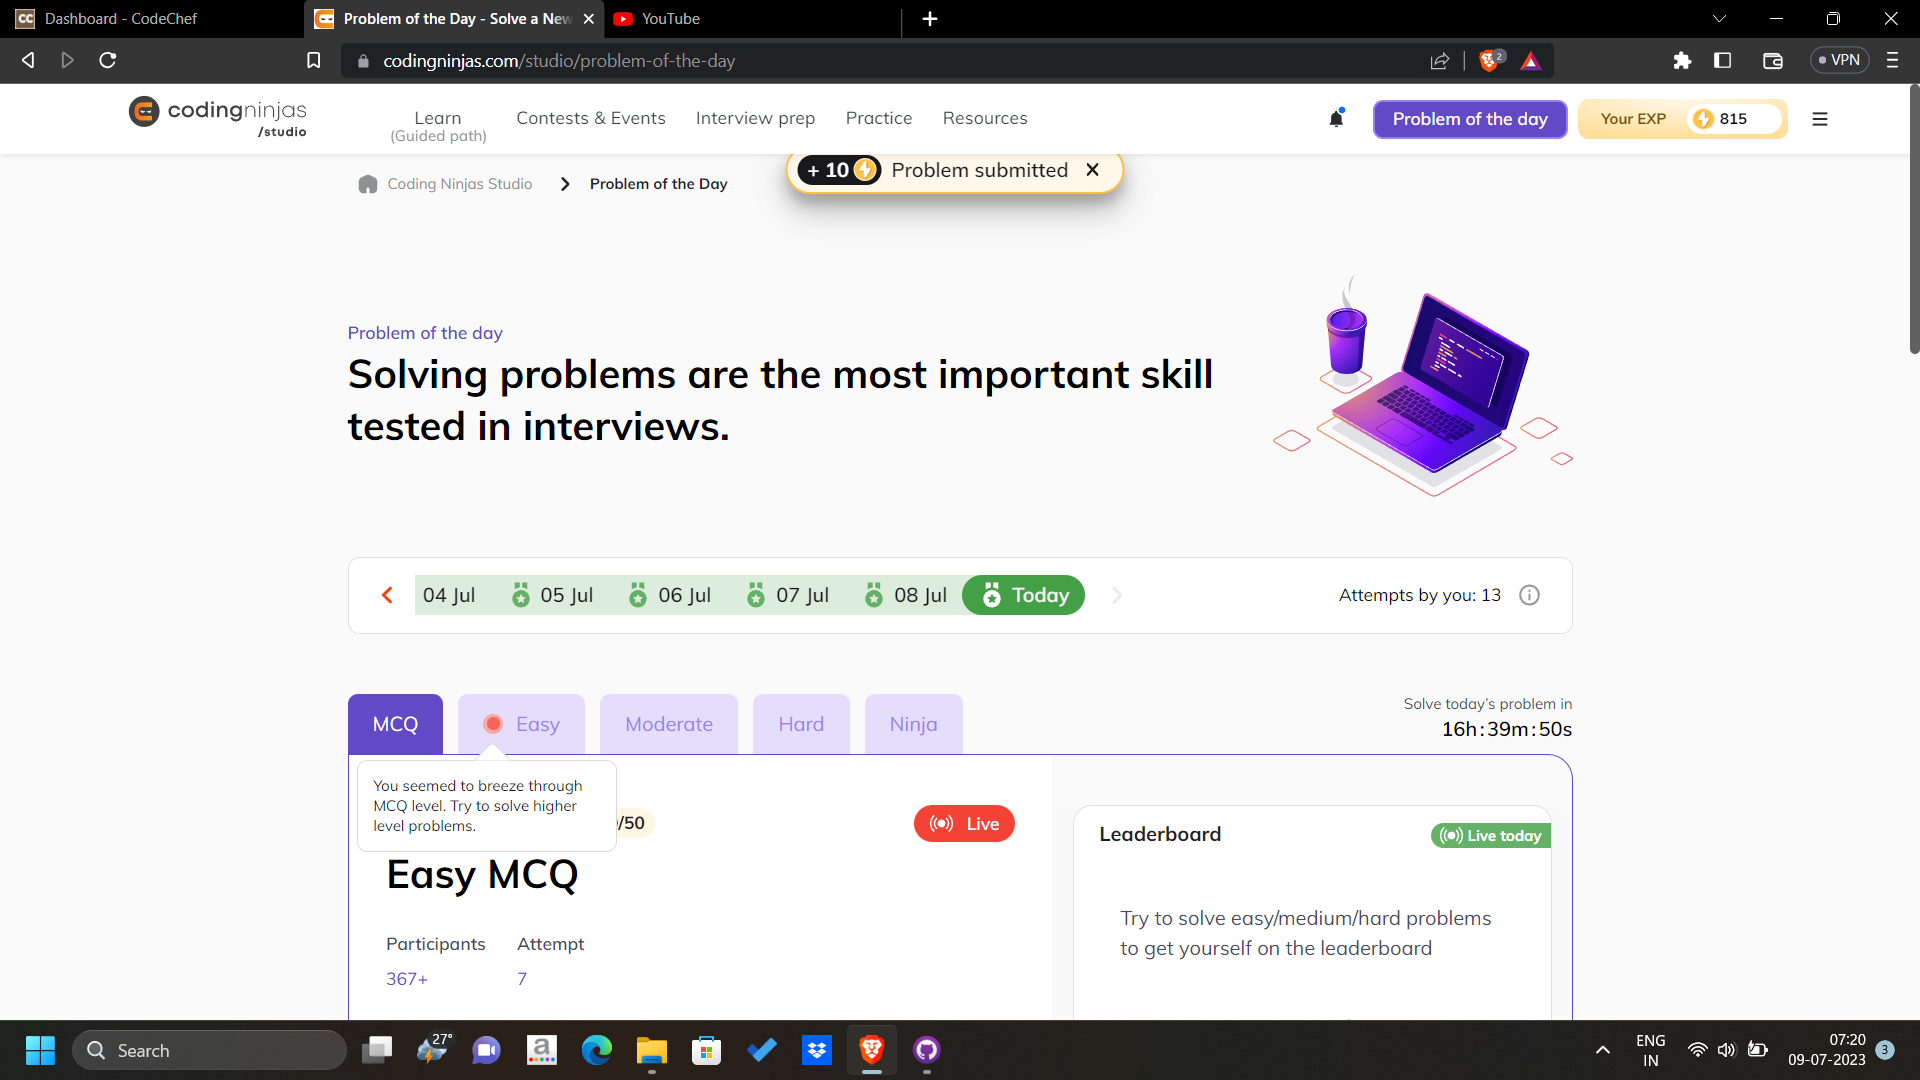 Dashboard - CodeChef
Problem of the Day - Solve a New
YouTube
codingninjas.com/studio/problem-of-the-day
2
VPN
codingninjas
/studio
Learn
(Guided path)
Contests & Events
Interview prep
Practice
Resources
Problem of the day
Your EXP
815
+ 10
Problem submitted
Coding Ninjas Studio
Problem of the Day
Problem of the day
Solving problems are the most important skill
tested in interviews.
04 Jul
05 Jul
06 Jul
07 Jul
08 Jul
Today
Attempts by you: 13
MCQ
Easy
Moderate
Hard
Ninja
Solve today's problem in
16h:39m:50s
You seemed to breeze through
MCQ level. Try to solve higher
level problems.
/50
Live
Easy MCQ
Participants
Attempt
367+
7
Leaderboard
Live today
Try to solve easy/medium/hard problems
to get yourself on the leaderboard
Search
27°
a
ENG
IN
07:20
09-07-2023
3